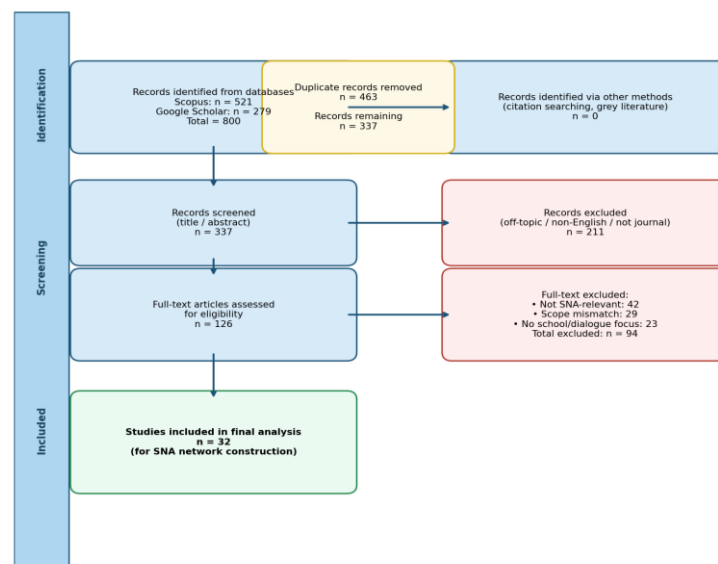 Identification
Records identified from databases
Scopus: n = 521
Google Scholar: n = 279
Total = 800
Duplicate records removed
n = 463
Records remaining
n = 337
Records identified via other methods
(citation searching, grey literature)
n = 0
Screening
Records screened
(title / abstract)
n = 337
Records excluded
(off-topic / non-English / not journal)
n = 211
Full-text articles assessed
for eligibility
n = 126
Full-text excluded:
• Not SNA-relevant: 42
• Scope mismatch: 29
• No school/dialogue focus: 23
Total excluded: n = 94
Included
Studies included in final analysis
n = 32
(for SNA network construction)